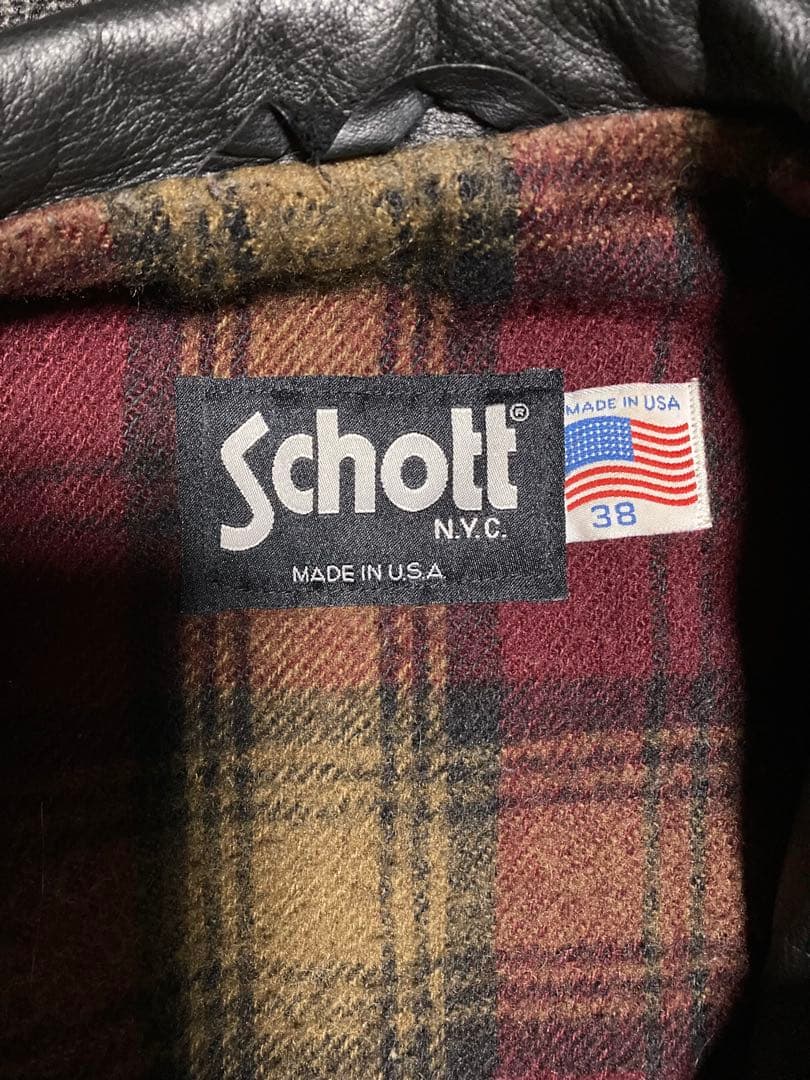 Schott®
N.Y.C.
MADE IN U.S.A
MADE IN USA
38